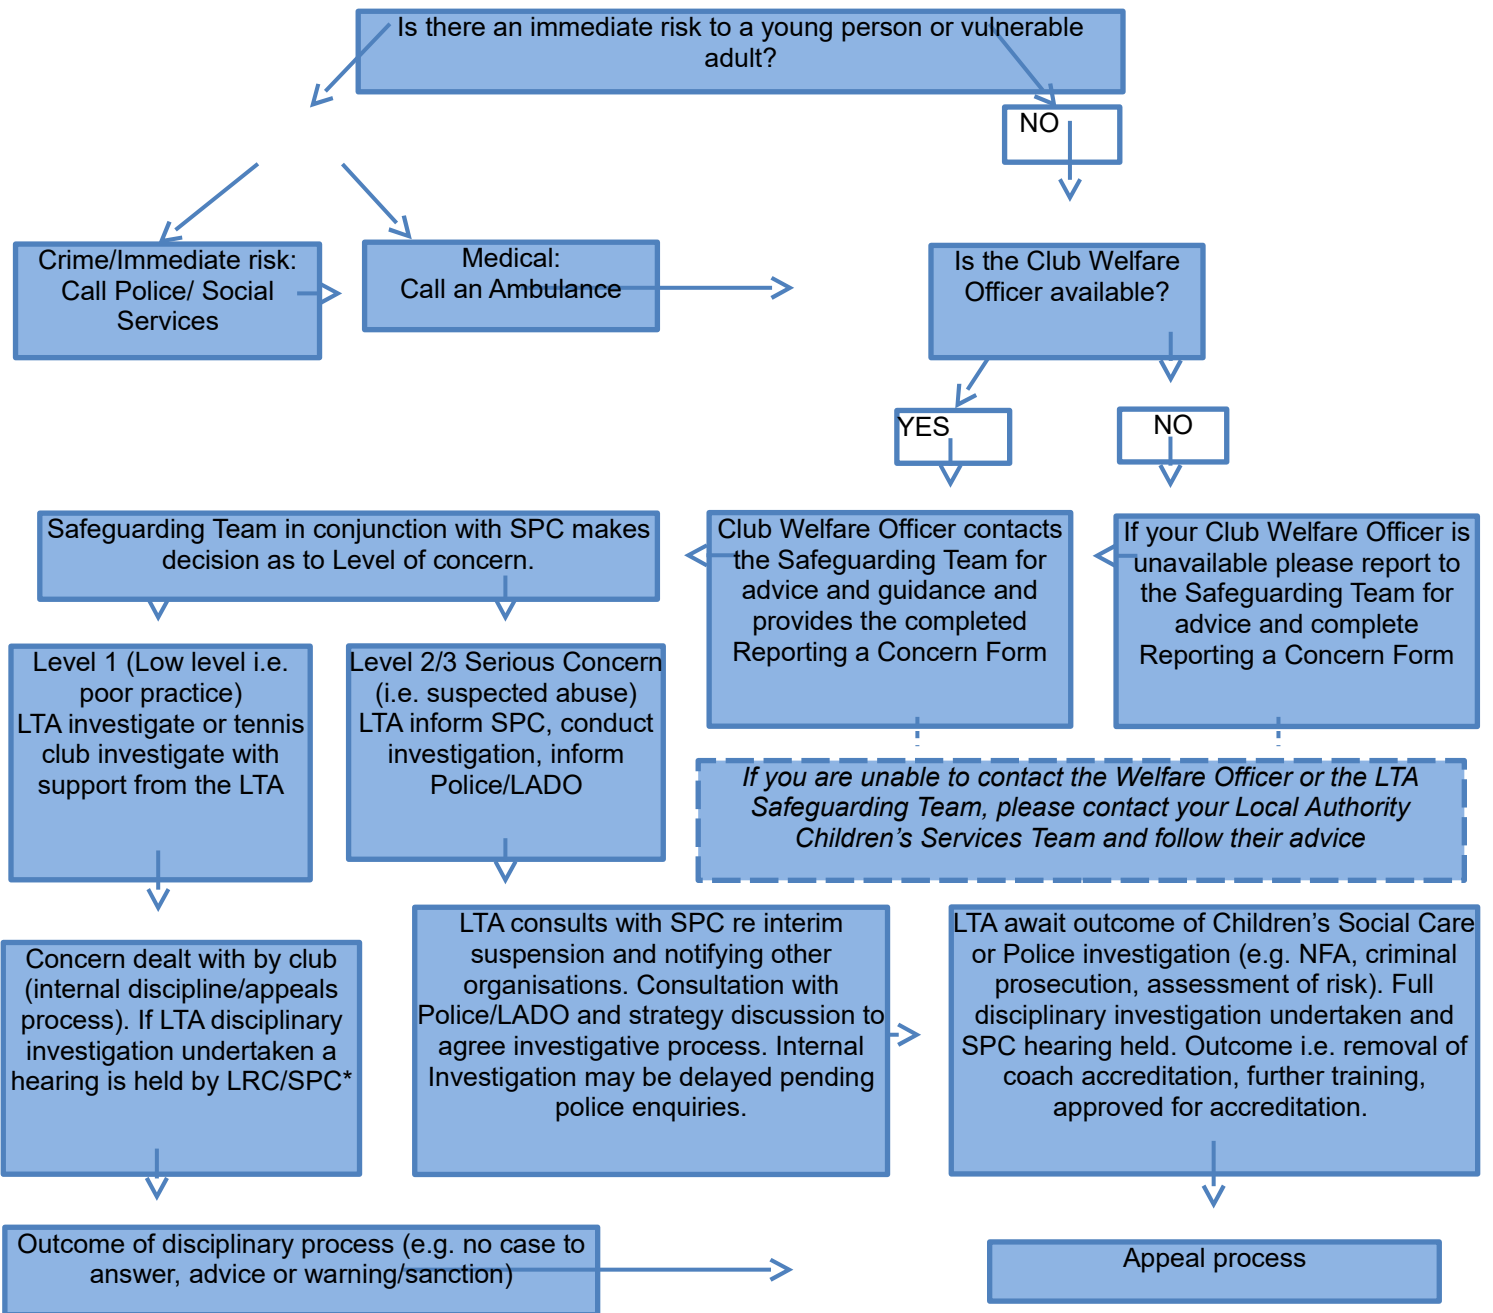 Is there an immediate risk to a young person or vulnerable
adult?
NO
Crime/Immediate risk:
Call Police/ Social
Services
Medical:
Call an Ambulance
Is the Club Welfare
Officer available?
YES
NO
Safeguarding Team in conjunction with SPC makes
decision as to Level of concern.
Club Welfare Officer contacts
the Safeguarding Team for
advice and guidance and
provides the completed
Reporting a Concern Form
If your Club Welfare Officer is
unavailable please report to
the Safeguarding Team for
advice and complete
Reporting a Concern Form
Level 1 (Low level i.e.
poor practice)
LTA investigate or tennis
club investigate with
support from the LTA
Level 2/3 Serious Concern
(i.e. suspected abuse)
LTA inform SPC, conduct
investigation, inform
Police/LADO
If you are unable to contact the Welfare Officer or the LTA
Safeguarding Team, please contact your Local Authority
Children’s Services Team and follow their advice
Concern dealt with by club
(internal discipline/appeals
process). If LTA disciplinary
investigation undertaken a
hearing is held by LRC/SPC*
LTA consults with SPC re interim
suspension and notifying other
organisations. Consultation with
Police/LADO and strategy discussion to
agree investigative process. Internal
Investigation may be delayed pending
police enquiries.
LTA await outcome of Children’s Social Care
or Police investigation (e.g. NFA, criminal
prosecution, assessment of risk). Full
disciplinary investigation undertaken and
SPC hearing held. Outcome i.e. removal of
coach accreditation, further training,
approved for accreditation.
Outcome of disciplinary process (e.g. no case to
answer, advice or warning/sanction)
Appeal process